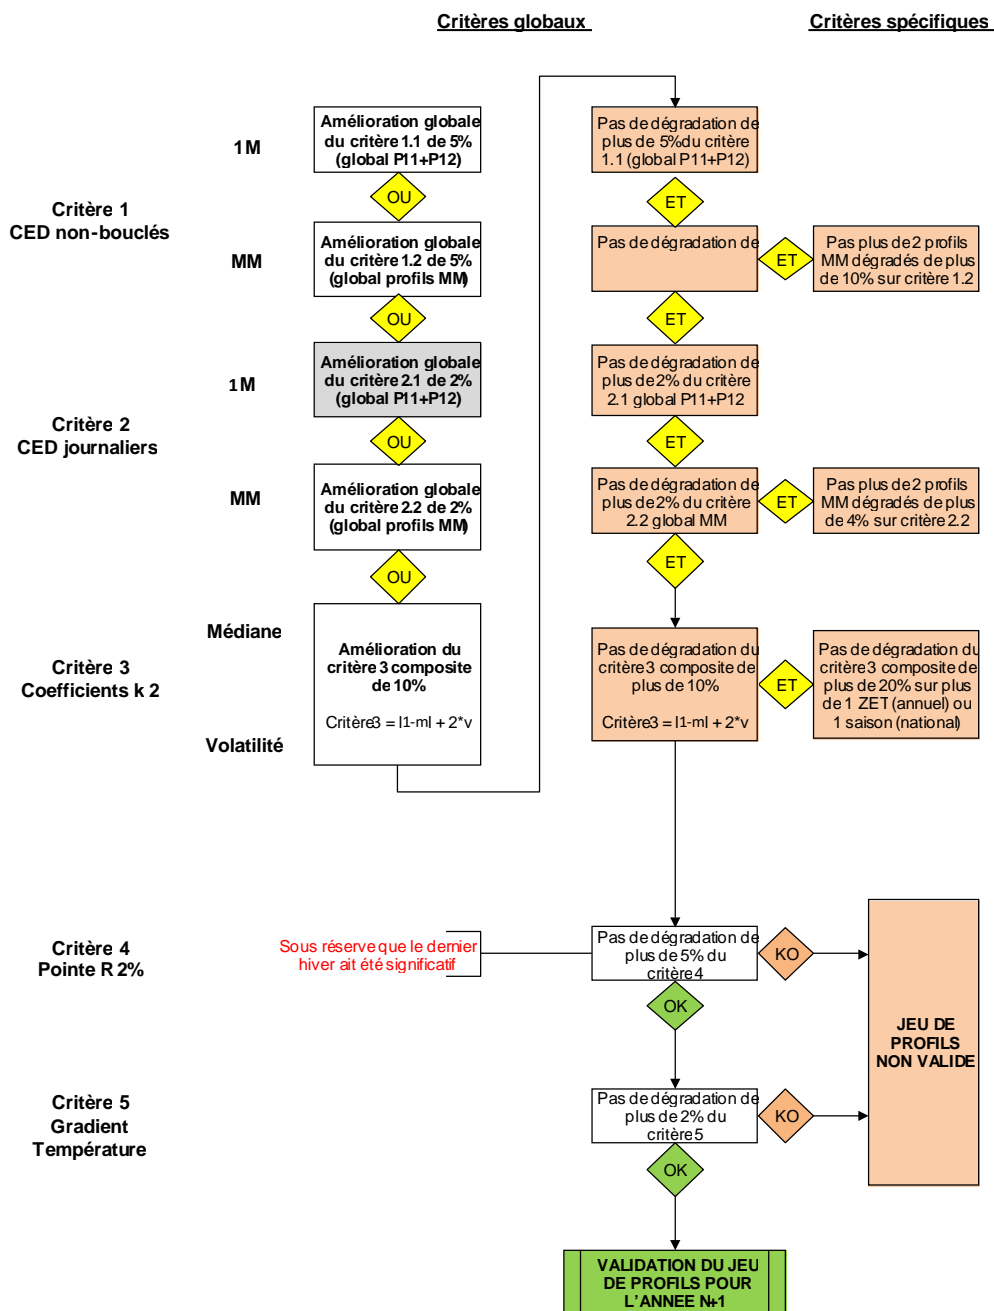 Critères globaux
Critères spécifiques
1M
Amélioration globale
du critère 1.1 de 5%
(global P11+P12)
Pas de dégradation de
plus de 5%du critère
1.1 (global P11+P12)
OU
ET
Critère 1
CED non-bouclés
MM
Amélioration globale
du critère 1.2 de 5%
(global profils MM)
Pas de dégradation de
ET
Pas plus de 2 profils
MM dégradés de plus
de 10% sur critère 1.2
OU
ET
1M
Amélioration globale
du critère 2.1 de 2%
(global P11+P12)
Pas de dégradation de
plus de 2% du critère
2.1 global P11+P12
Critère 2
CED journaliers
OU
ET
MM
Amélioration globale
du critère 2.2 de 2%
(global profils MM)
Pas de dégradation de
plus de 2% du critère
2.2 global MM
ET
Pas plus de 2 profils
MM dégradés de plus
de 4% sur critère 2.2
OU
ET
Critère 3
Coefficients k 2
Médiane
Volatilité
Amélioration du
critère 3 composite
de 10%
Critère3 = |1-m| + 2*v
Pas de dégradation du
critère3 composite de
plus de 10%
Critère3 = |1-m| + 2*v
ET
Pas de dégradation du
critère3 composite de
plus de 20% sur plus
de 1 ZET (annuel) ou
1 saison (national)
Critère 4
Pointe R 2%
Sous réserve que le dernier
hiver ait été significatif
Pas de dégradation de
plus de 5% du
critère4
KO
OK
JEU DE
PROFILS
NON VALIDE
Critère 5
Gradient
Température
Pas de dégradation de
plus de 2% du
critère5
KO
OK
VALIDATION DU JEU
DE PROFILS POUR
L'ANNEE N+1